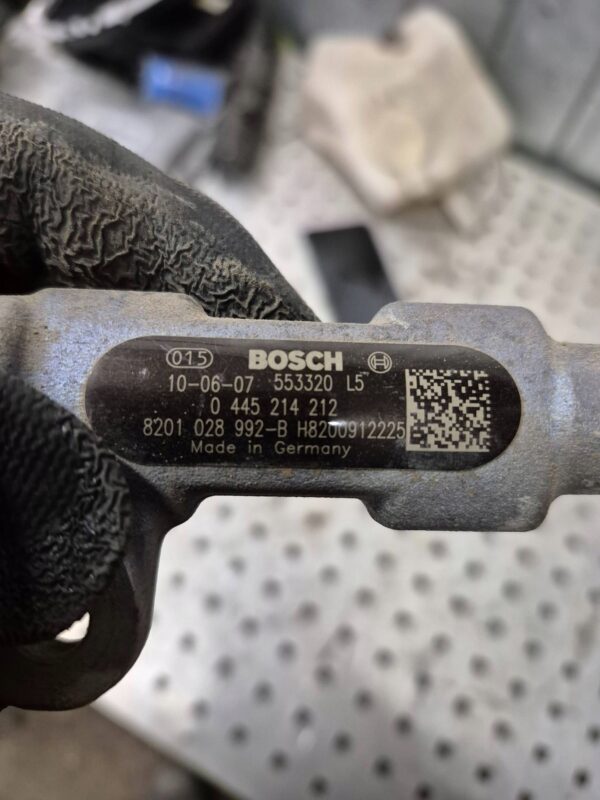 015 BOSCH
10-06-07 553320 L5
0 445 214 212
8201 028 992-B H8200912225
Made in Germany